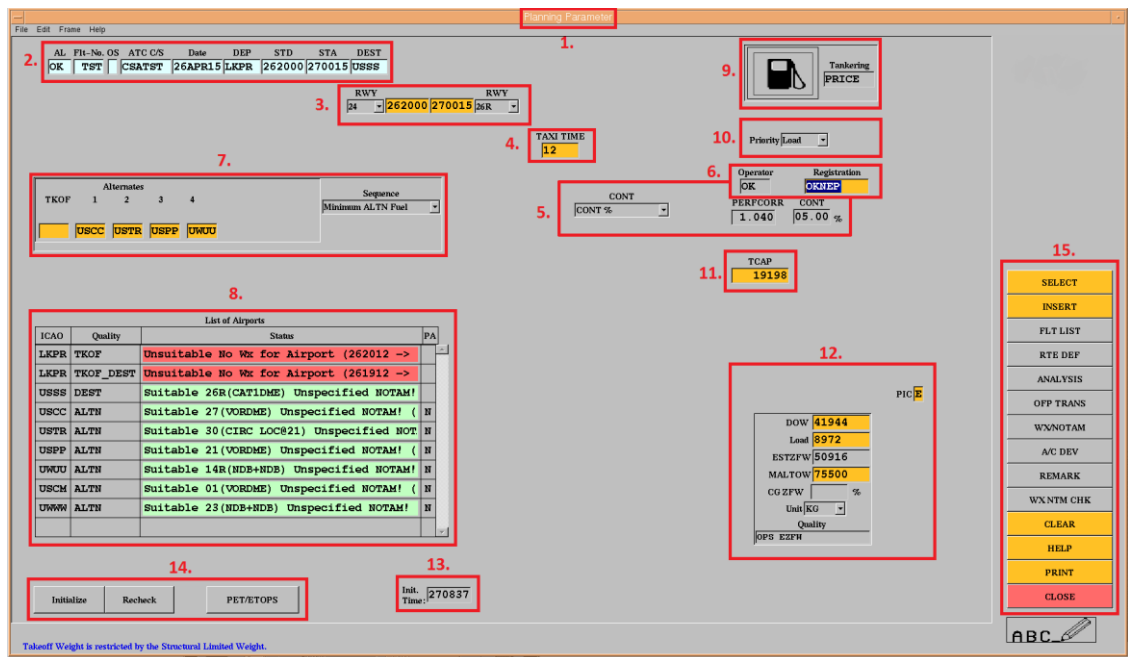 Planning Parameter
File Edit Frame Help
1.
2.
AL Flt-No. OS ATC C/S Date DEP STD STA DEST
OK TST CSATST 26APR15 LKPR 262000 270015 USSS
3.
RWY RWY
24 262000 270015 26R
4.
TAXI TIME
12
9.
Tankering
PRICE
10.
Priority Load
7.
Alternates
TKOF 1 2 3 4
USCC USTR USPP UWUU
Sequence
Minimum ALTN Fuel
6.
Operator Registration
OK OKNEP
5.
CONT
CONT %
PERFCORR CONT
1.040 05.00 %
11.
TCAP
19198
8.
List of Airports
ICAO Quality Status PA
LKPR TKOF Unsuitable No Wx for Airport (262012 ->
LKPR TKOF_DEST Unsuitable No Wx for Airport (261912 ->
USSS DEST Suitable 26R(CAT1DME) Unspecified NOTAM!
USCC ALTN Suitable 27(VORDME) Unspecified NOTAM! ( N
USTR ALTN Suitable 30(CIRC LOC@21) Unspecified NOT. N
USPP ALTN Suitable 21(VORDME) Unspecified NOTAM! ( N
UWUU ALTN Suitable 14R(NDB+NDB) Unspecified NOTAM! N
USCM ALTN Suitable 01(VORDME) Unspecified NOTAM! ( N
UWWW ALTN Suitable 23(NDB+NDB) Unspecified NOTAM! N
12.
PIC E
DOW 41944
Load 8972
ESTZFW 50916
MALTOW 75500
CG ZFW %
Unit KG
Quality
OPS EZFW
13.
Init. Time: 270837
14.
Initialize Recheck PET/ETOPS
15.
SELECT
INSERT
FLT LIST
RTE DEF
ANALYSIS
OFP TRANS
WX/NOTAM
A/C DEV
REMARK
WX NTM CHK
CLEAR
HELP
PRINT
CLOSE
ABC_
Takeoff Weight is restricted by the Structural Limited Weight.